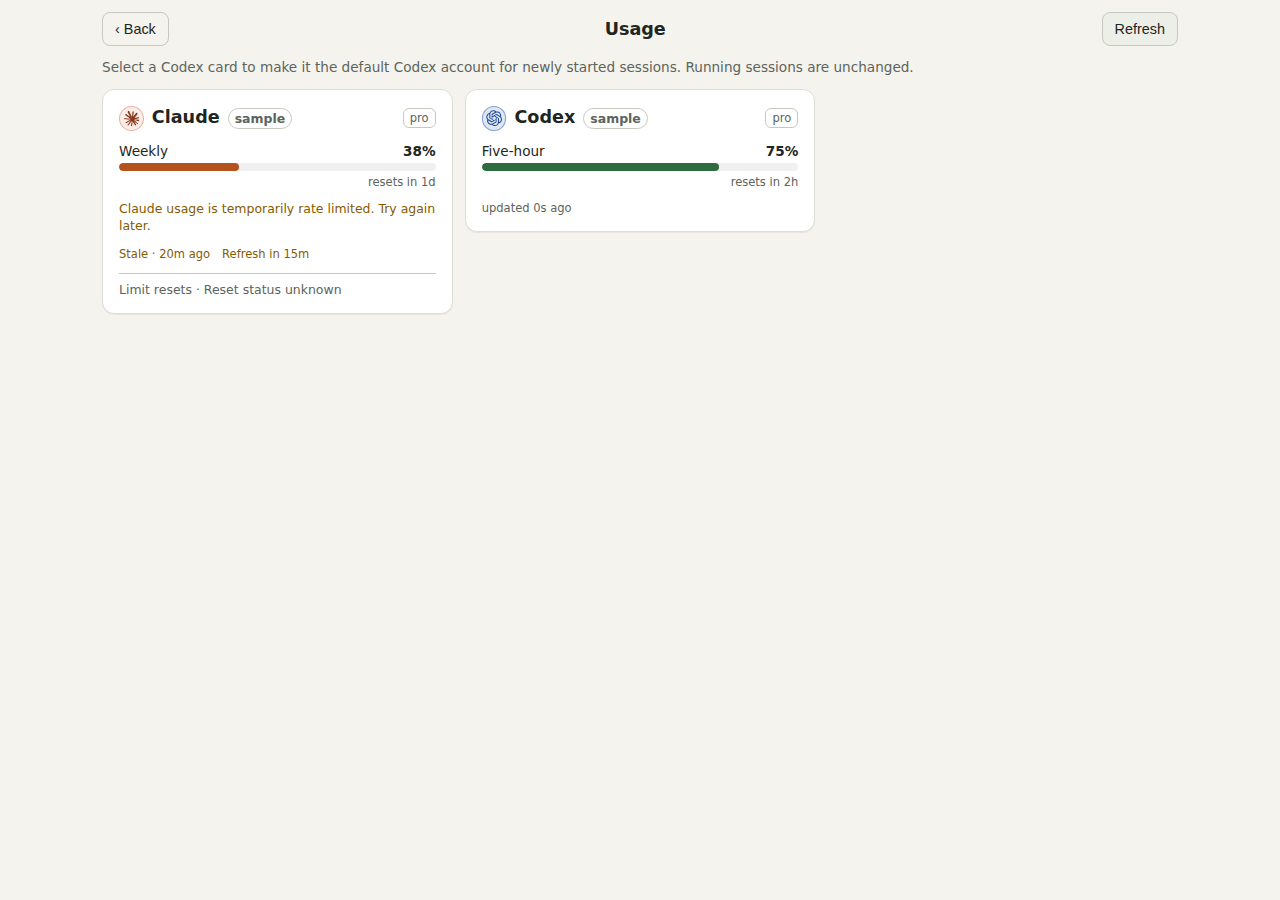 ‹ Back
Usage
Refresh
Select a Codex card to make it the default Codex account for newly started sessions. Running sessions are unchanged.
Claude sample pro
Weekly 38%
resets in 1d
Claude usage is temporarily rate limited. Try again
later.
Stale · 20m ago Refresh in 15m
Limit resets · Reset status unknown
Codex sample pro
Five-hour 75%
resets in 2h
updated 0s ago